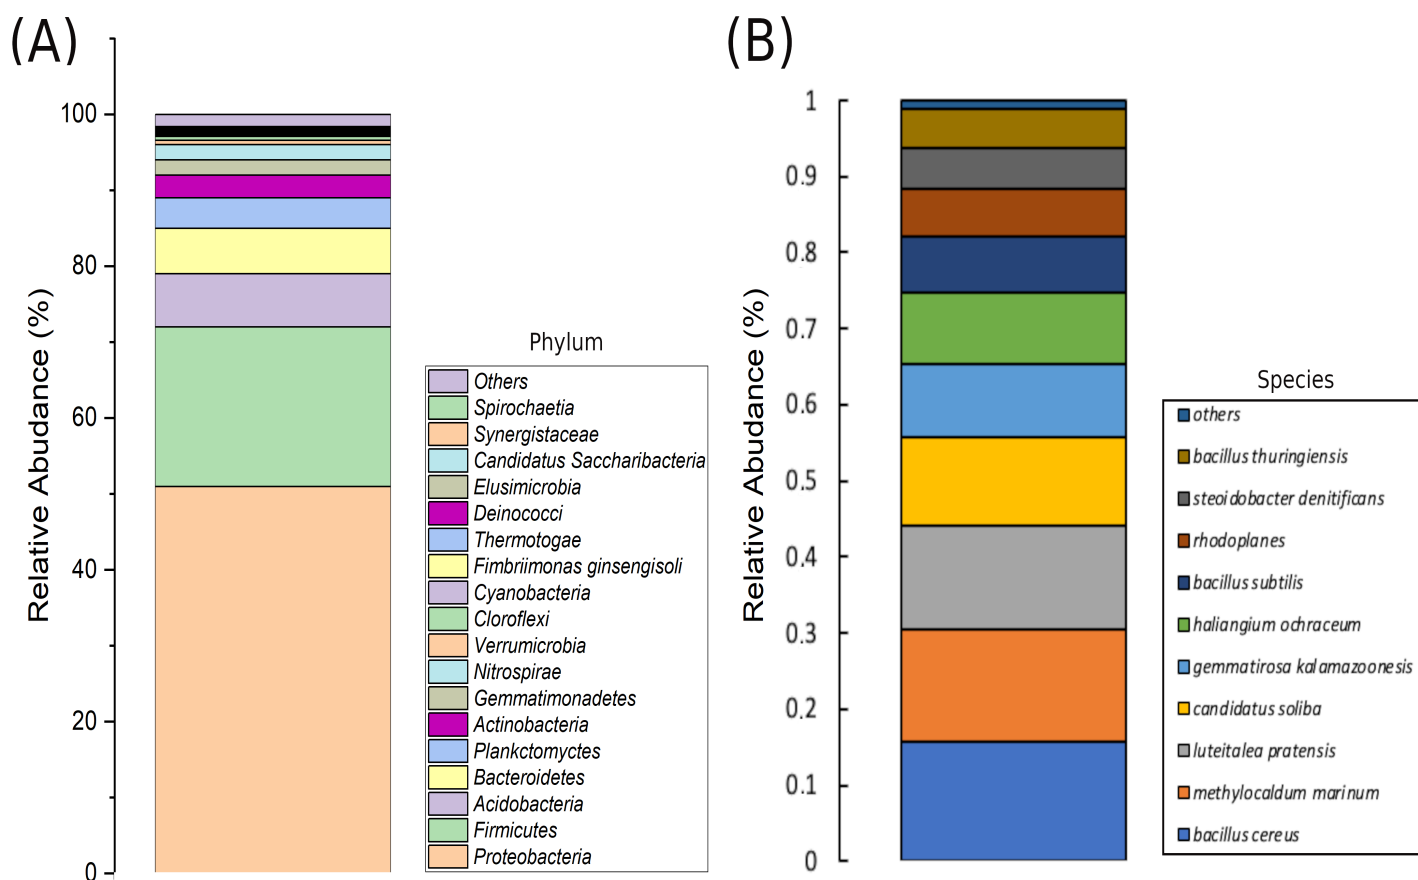 (A)
100
80
60
40
20
0
Relative Abudance (%)
Phylum
Others
Spirochaetia
Synergistaceae
Candidatus Saccharibacteria
Elusimicrobia
Deinococci
Thermotogae
Fimbriimonas ginsengisoli
Cyanobacteria
Cloroflexi
Verrumicrobia
Nitrospirae
Gemmatimonadetes
Actinobacteria
Plankctomyctes
Bacteroidetes
Acidobacteria
Firmicutes
Proteobacteria
(B)
1
0.9
0.8
0.7
0.6
0.5
0.4
0.3
0.2
0.1
0
Relative Abudance (%)
Species
others
bacillus thuringiensis
steoidobacter denitificans
rhodoplanes
bacillus subtilis
haliangium ochraceum
gemmatirosa kalamazoonesis
candidatus soliba
luteitalea pratensis
methylocaldum marinum
bacillus cereus